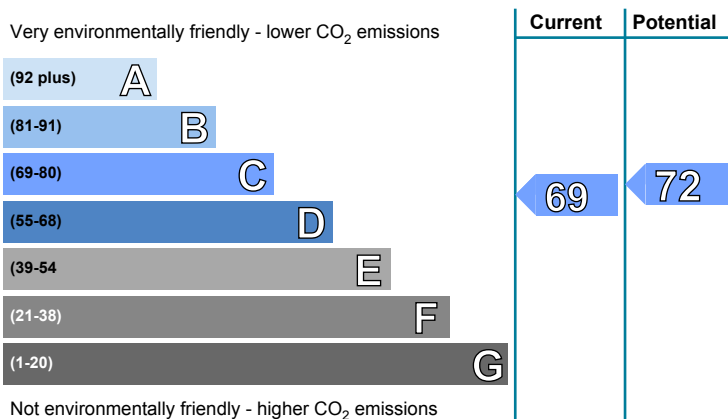 Current Potential
Very environmentally friendly - lower CO2 emissions
(92 plus) A
(81-91) B
(69-80) C
69 72
(55-68) D
(39-54 E
(21-38) F
(1-20) G
Not environmentally friendly - higher CO2 emissions